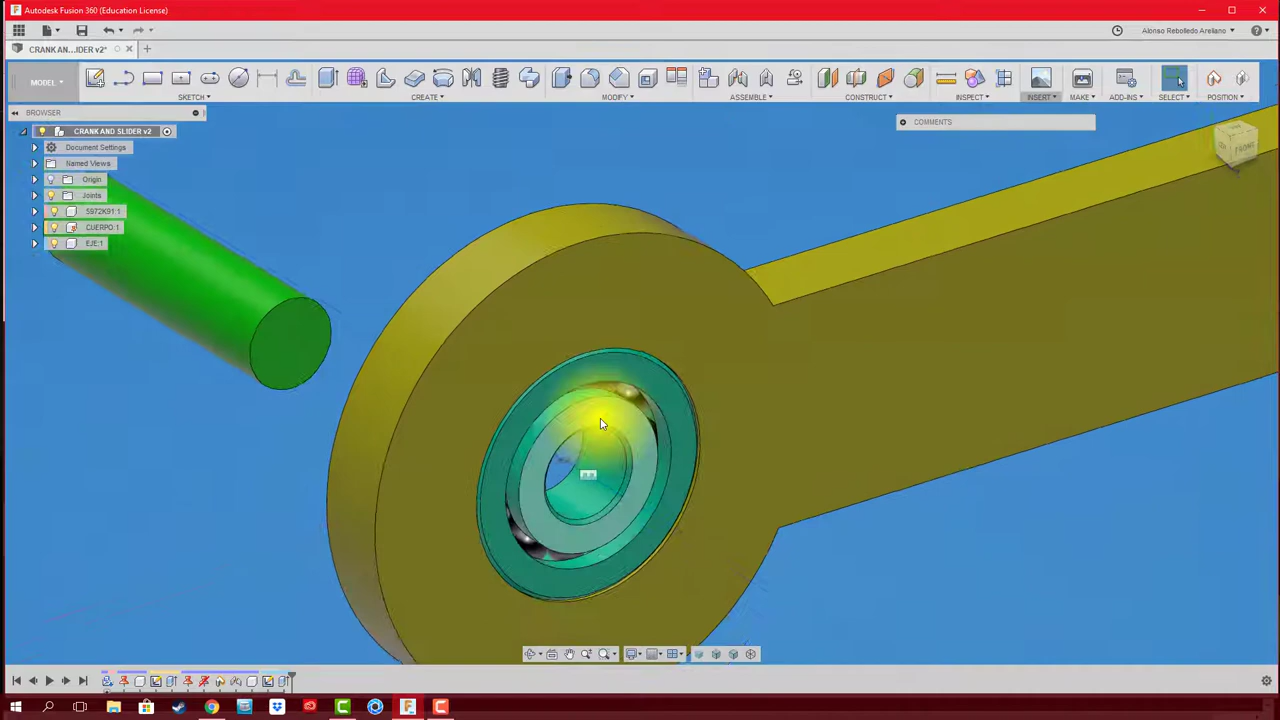 Autodesk Fusion 360 (Education License)
Alonso Rebolledo Arellano
CRANK AN...IDER v2*
MODEL
SKETCH
CREATE
MODIFY
ASSEMBLE
CONSTRUCT
INSPECT
INSERT
MAKE
ADD-INS
SELECT
POSITION
BROWSER
COMMENTS
CRANK AND SLIDER v2
Document Settings
Named Views
Origin
Joints
5972K91:1
CUERPO:1
EJE:1
FRONT